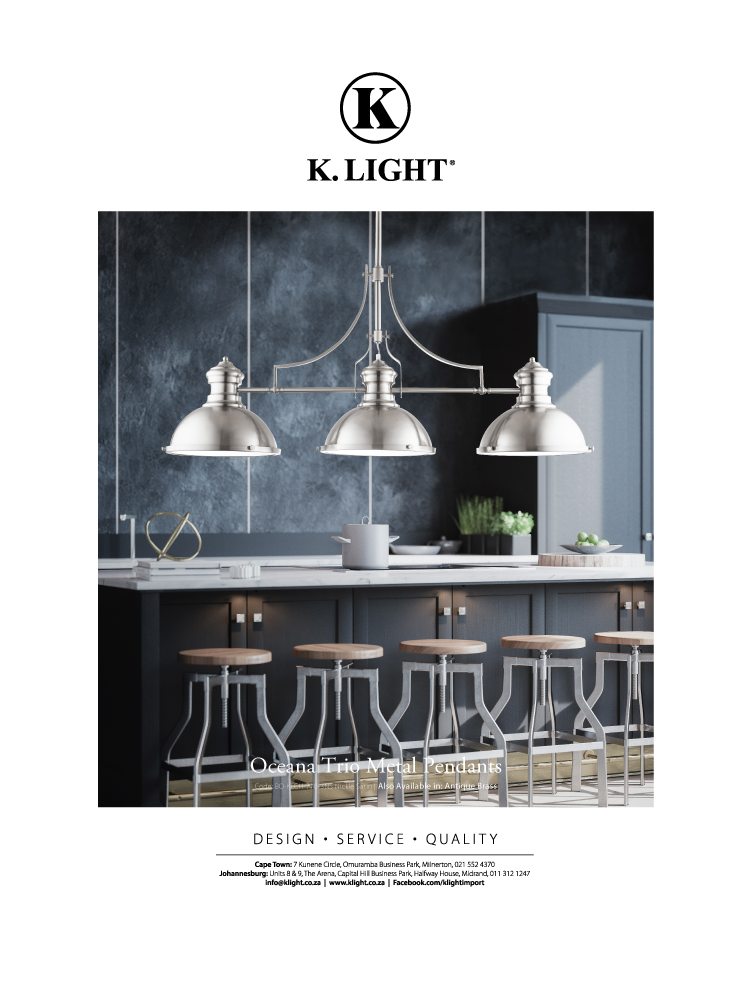 K
K. LIGHT®
Oceana Trio Metal Pendants
Also Available in: Antique Brass
DESIGN • SERVICE • QUALITY
Cape Town: 7 Kunene Circle, Omuramba Business Park, Milnerton, 021 552 4370
Johannesburg: Units 8 & 9, The Arena, Capital Hill Business Park, Halfway House, Midrand, 011 312 1247
info@klight.co.za | www.klight.co.za | Facebook.com/klightimport